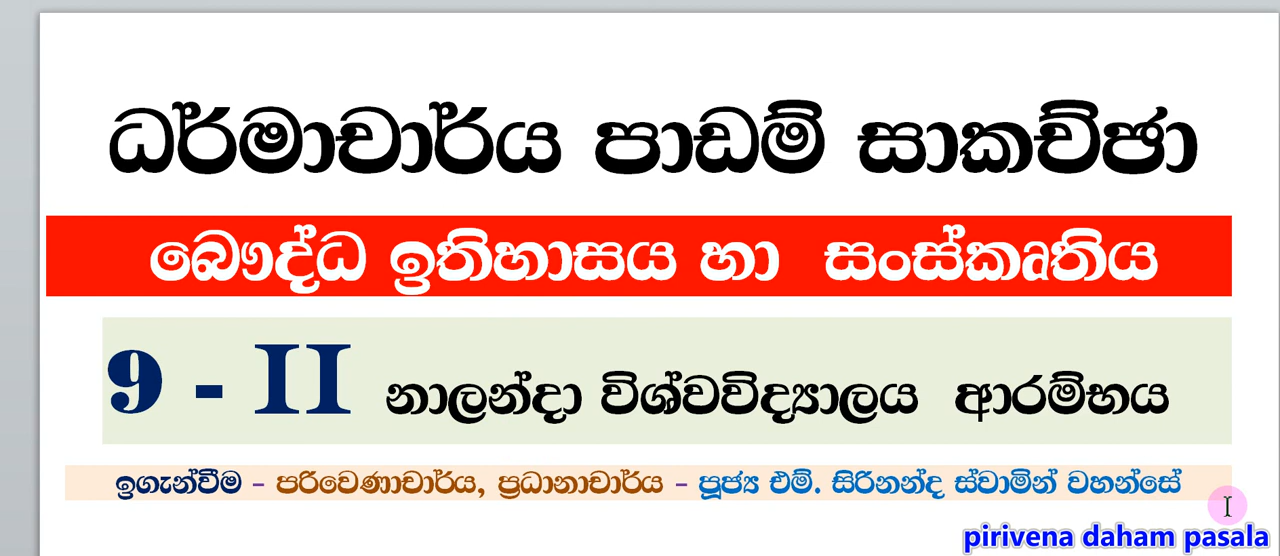 ධර්මාචාර්ය පාඩම් සාකච්ඡා
බෞද්ධ ඉතිහාසය හා සංස්කෘතිය
9 - II නාලන්දා විශ්වවිද්‍යාලය ආරම්භය
ඉගැන්වීම – පරිවෙණාචාර්ය, ප්‍රධානාචාර්ය – පූජ්‍ය එම්. සිරිනන්ද ස්වාමින් වහන්සේ
pirivena daham pasala